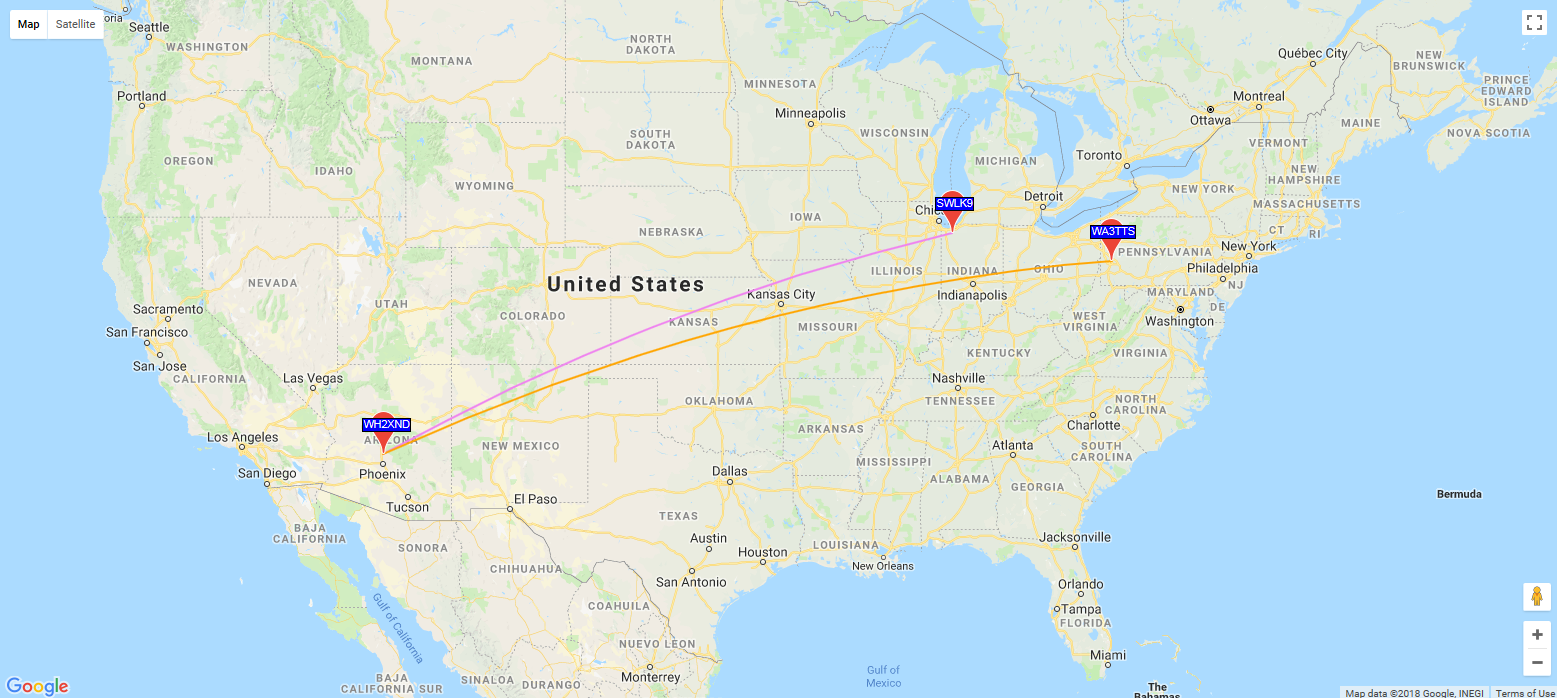 Map
Satellite
oria
Seattle
WASHINGTON
MONTANA
NORTH
DAKOTA
MINNESOTA
Québec City
NEW
BRUNSWICK
PRINCE
EDWARD
ISLAND
Portland
Minneapolis
Montreal
Ottawa
MAINE
NOVA SCOTIA
OREGON
IDAHO
SOUTH
DAKOTA
WISCONSIN
MICHIGAN
Toronto
VERMONT
NEW
HAMPSHIRE
WYOMING
Detroit
NEW YORK
MASSACHUSETTS
SWLK9
Chi
IOWA
NEBRASKA
WA3TTS
CT
RI
PENNSYLVANIA
New York
NEVADA
United States
ILLINOIS
INDIANA
OHIO
Philadelphia
Indianapolis
Kansas City
MARYLAND
NJ
UTAH
COLORADO
Sacramento
San Francisco
KANSAS
MISSOURI
WEST
VIRGINIA
Washington
San Jose
CALIFORNIA
Las Vegas
KENTUCKY
VIRGINIA
Nashville
TENNESSEE
OKLAHOMA
NORTH
CAROLINA
WH2XND
ARIZONA
Los Angeles
NEW MEXICO
ARKANSAS
Charlotte
Atlanta
SOUTH
CAROLINA
Phoenix
San Diego
Dallas
MISSISSIPPI
ALABAMA
GEORGIA
Bermuda
Tucson
El Paso
TEXAS
BAJA
CALIFORNIA
SONORA
Austin
Houston
LOUISIANA
Jacksonville
New Orleans
CHIHUAHUA
San Antonio
Orlando
COAHUILA
Tampa
FLORIDA
Gulf of California
NUEVO LEON
Miami
Gulf of
Mexico
Monterrey
BAJA
CALIFORNIA SUR
SINALOA
DURANGO
The
Bahamas
Google
Map data ©2018 Google, INEGI
Terms of Use